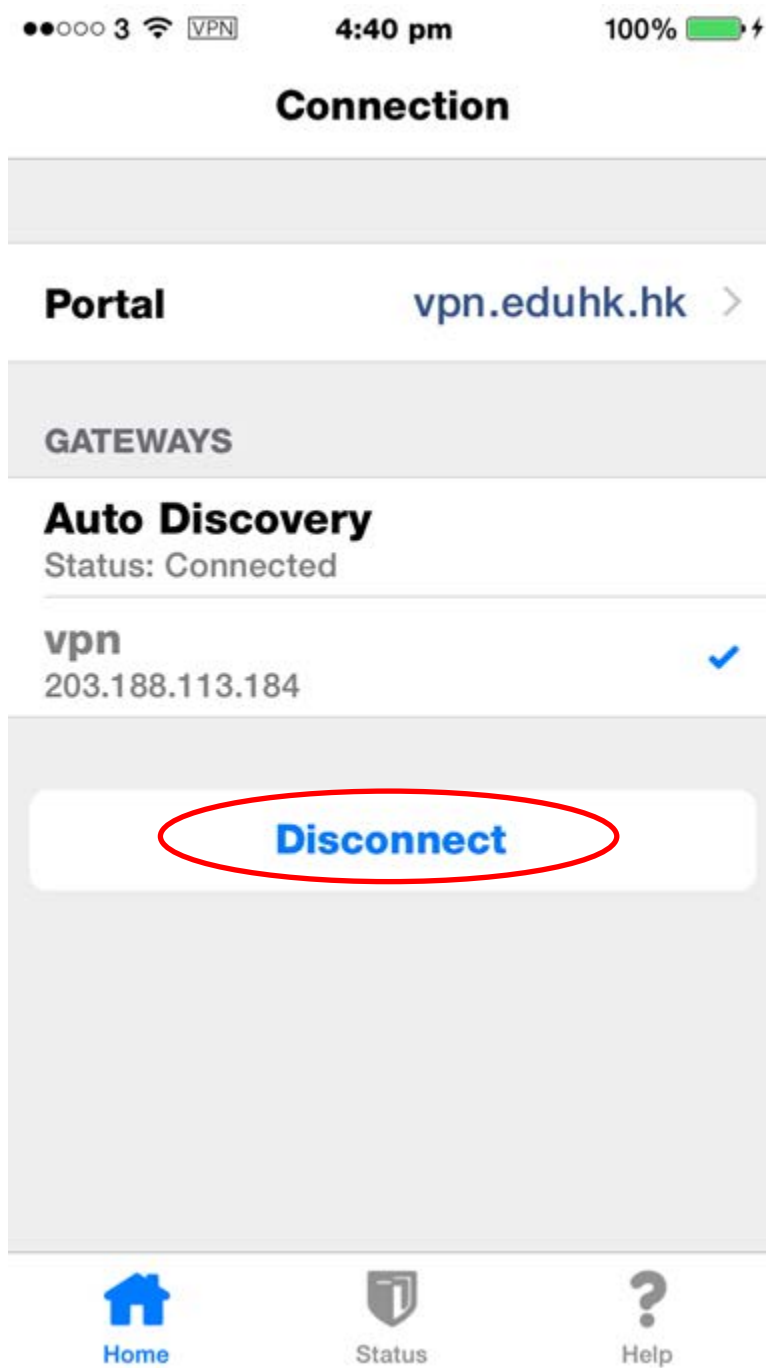 3 VPN 4:40 pm 100%
Connection
Portal vpn.eduhk.hk
GATEWAYS
Auto Discovery
Status: Connected
vpn
203.188.113.184
Disconnect
Home Status Help